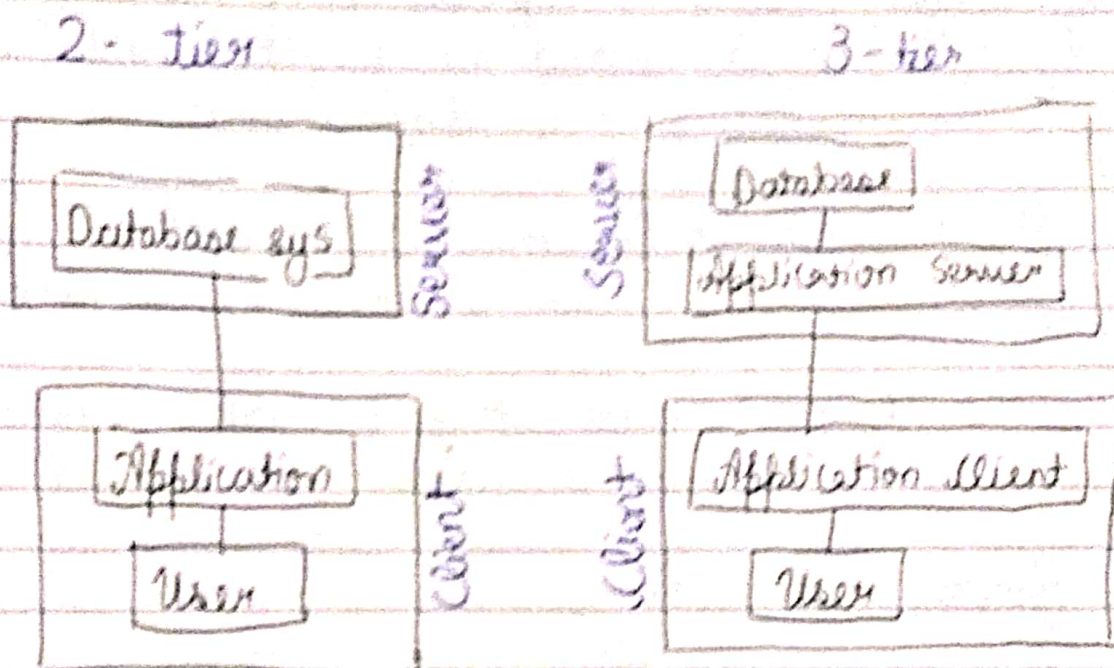 2- tier
3-tier
Database sys
Server
Server
Database
Application Server
Application
Client
Client
Application Client
User
User